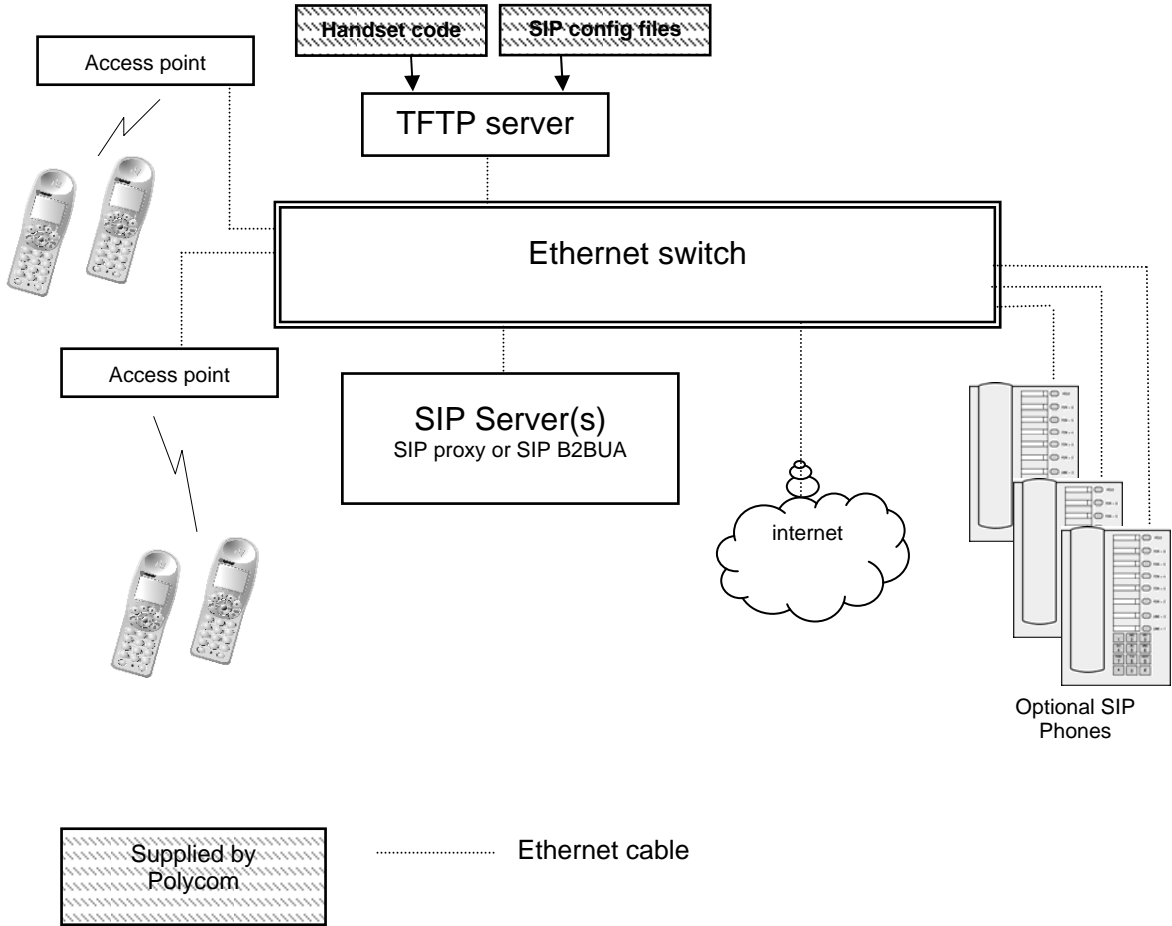 Handset code
SIP config files
Access point
TFTP server
Ethernet switch
Access point
SIP Server(s)
SIP proxy or SIP B2BUA
internet
Optional SIP
Phones
Supplied by
Polycom
Ethernet cable